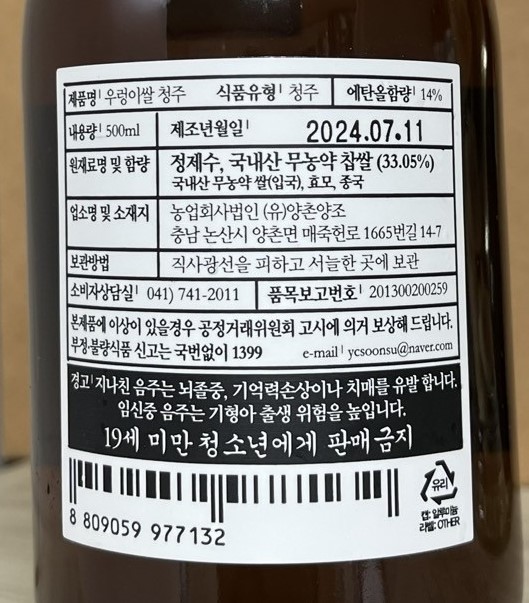 제품명 우렁이쌀 청주 식품유형 청주 에탄올함량 14%
내용량 500ml 제조년월일 2024.07.11
원재료명 및 함량 정제수, 국내산 무농약 찹쌀 (33.05%)
국내산 무농약 쌀(입국), 효모, 종국
업소명 및 소재지 농업회사법인 (유)양촌양조
충남 논산시 양촌면 매죽헌로 1665번길 14-7
보관방법 직사광선을 피하고 서늘한 곳에 보관
소비자상담실 041) 741-2011 품목보고번호 201300200259
본제품에 이상이 있을경우 공정거래위원회 고시에 의거 보상해 드립니다.
부정·불량식품 신고는 국번없이 1399 e-mail ycsoonsu@naver.com
경고 지나친 음주는 뇌졸중, 기억력손상이나 치매를 유발 합니다.
임신중 음주는 기형아 출생 위험을 높입니다.
19세 미만 청소년에게 판매 금지
8 809059 977132
유리
캡: 알루미늄
라벨: OTHER